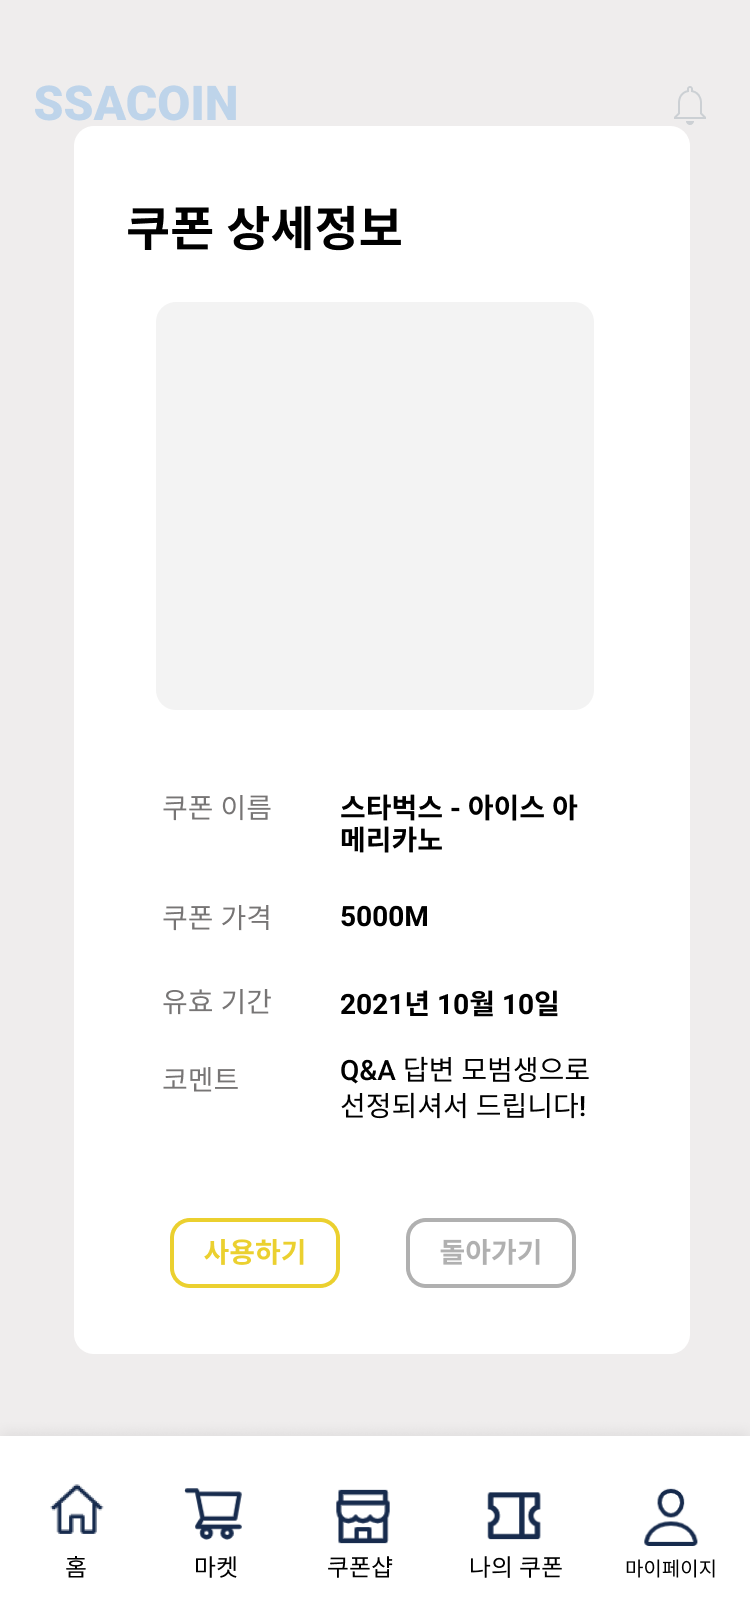 SSACOIN
쿠폰 상세정보
쿠폰 이름
스타벅스 - 아이스 아
메리카노
쿠폰 가격
5000M
유효 기간
2021년 10월 10일
코멘트
Q&A 답변 모범생으로
선정되셔서 드립니다!
사용하기
돌아가기
홈
마켓
쿠폰샵
나의 쿠폰
마이페이지